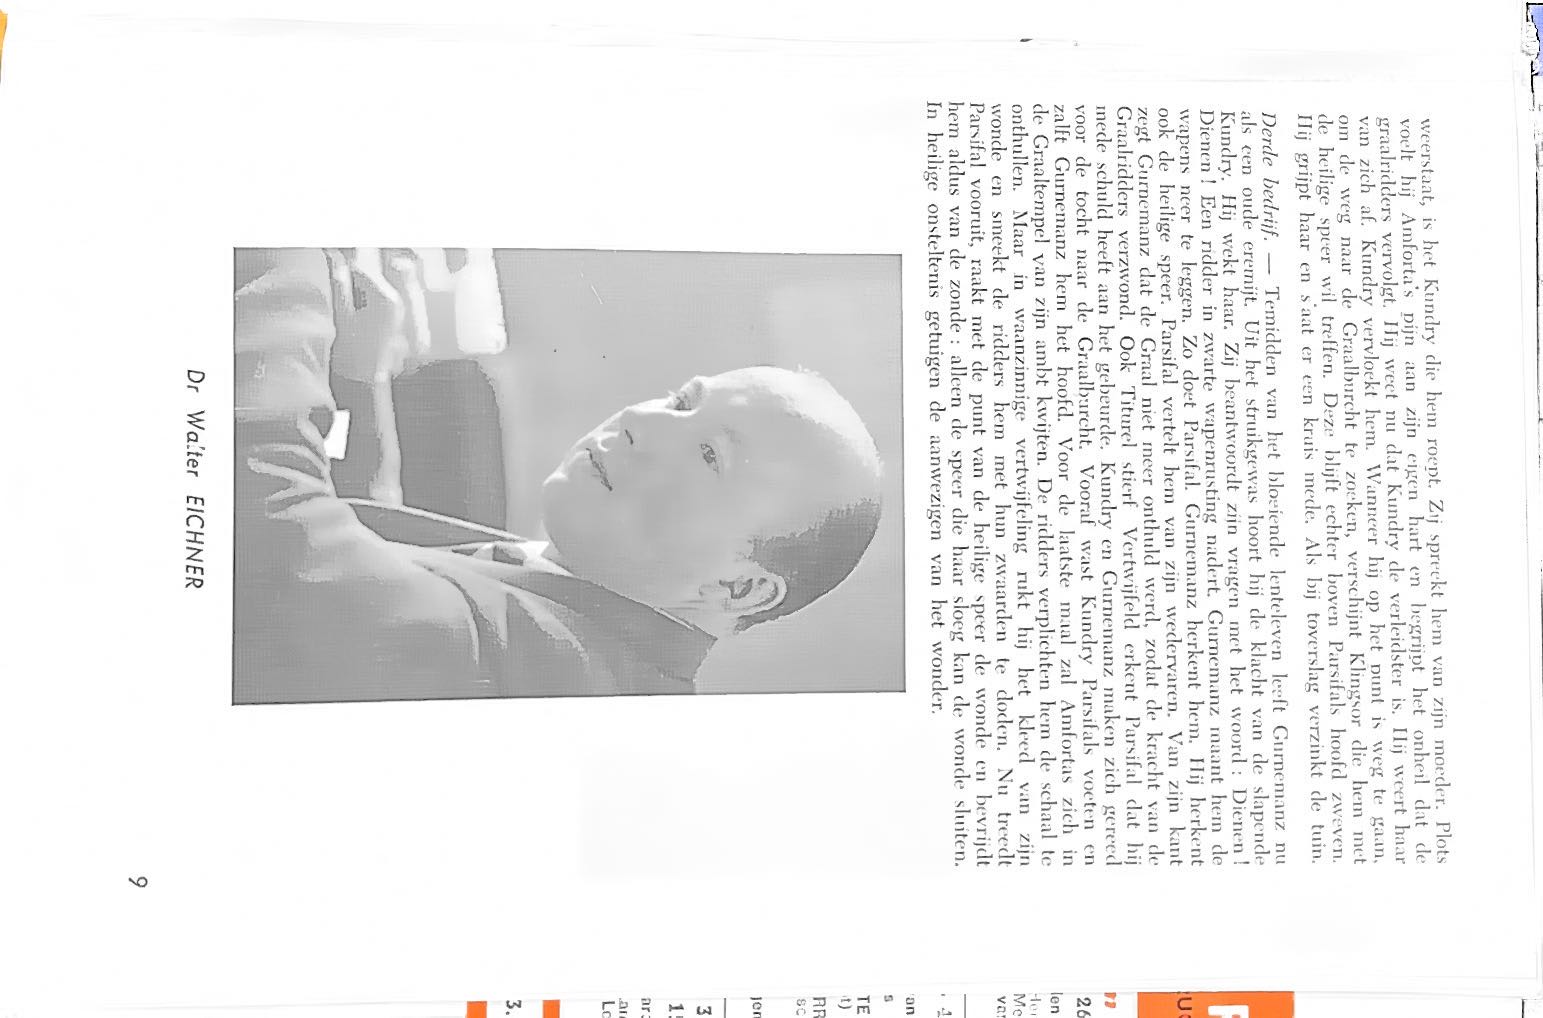 weerstaat, is het Kundry die hem roept. Zij spreekt hem van zijn moeder. Plots
voelt hij Amforta's pijn aan zijn eigen hart en begrijpt het onheil dat de
graalridders vervolgt. Hij weet nu dat Kundry de verleidster is. Hij weert haar
van zich af. Kundry vervloekt hem. Wanneer hij op het punt is weg te gaan,
om de weg naar de Graalburcht te zoeken, verschijnt Klingsor die hem met
de heilige speer wil treffen. Deze blijft echter boven Parsifals hoofd zweven.
Hij grijpt haar en slaat er een kruis mede. Als bij toverslag verzinkt de tuin.
Derde bedrijf. — Temidden van het bloeiende lenteleven leeft Gurnemanz nu
als een oude eremijt. Uit het struikgewas hoort hij de klacht van de slapende
Kundry. Hij wekt haar. Zij beantwoordt zijn vragen met het woord : Dienen !
Dienen ! Een ridder in zwarte wapenrusting nadert. Gurnemanz maant hem de
wapens neer te leggen. Zo doet Parsifal. Gurnemanz herkent hem. Hij herkent
ook de heilige speer. Parsifal vertelt hem van zijn wedervaren. Van zijn kant
zegt Gurnemanz dat de Graal niet meer onthuld werd, zodat de kracht van de
Graalridders verzwond. Ook Titurel stierf. Vertwijfeld erkent Parsifal dat hij
mede schuld heeft aan het gebeurde. Kundry en Gurnemanz maken zich gereed
voor de tocht naar de Graalburcht. Vooraf wast Kundry Parsifals voeten en
zalft Gurnemanz hem het hoofd. Voor de laatste maal zal Amfortas zich in
de Graaltempel van zijn ambt kwijten. De ridders verplichten hem de schaal te
onthullen. Maar in waanzinnige vertwijfeling rukt hij het kleed van zijn
wonde en smeekt de ridders hem met hun zwaarden te doden. Nu treedt
Parsifal vooruit, raakt met de punt van de heilige speer de wonde en bevrijdt
hem aldus van de zonde : alleen de speer die haar sloeg kan de wonde sluiten.
In heilige onsteltenis getuigen de aanwezigen van het wonder.
Dr Walter EICHNER
9